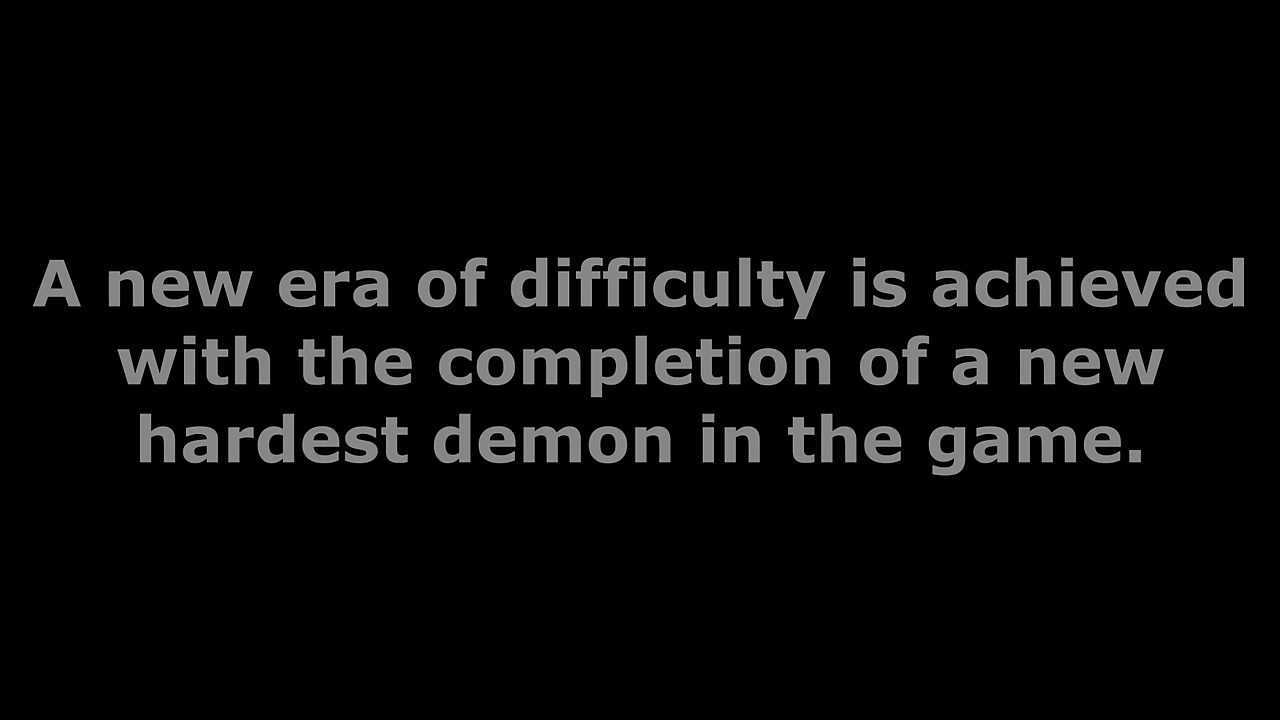 A new era of difficulty is achieved
with the completion of a new
hardest demon in the game.